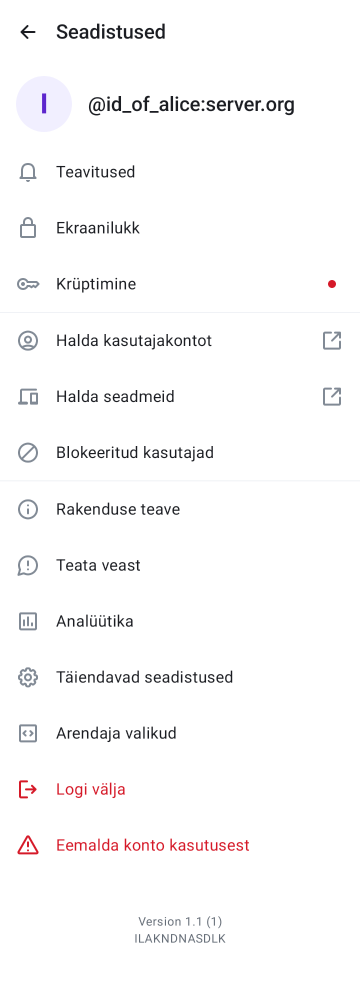 Seadistused
I
@id_of_alice:server.org
Teavitused
Ekraanilukk
Krüptimine
Halda kasutajakontot
Halda seadmeid
Blokeeritud kasutajad
Rakenduse teave
Teata veast
Analüütika
Täiendavad seadistused
Arendaja valikud
Logi välja
Eemalda konto kasutusest
Version 1.1 (1)
ILAKNDNASDLK